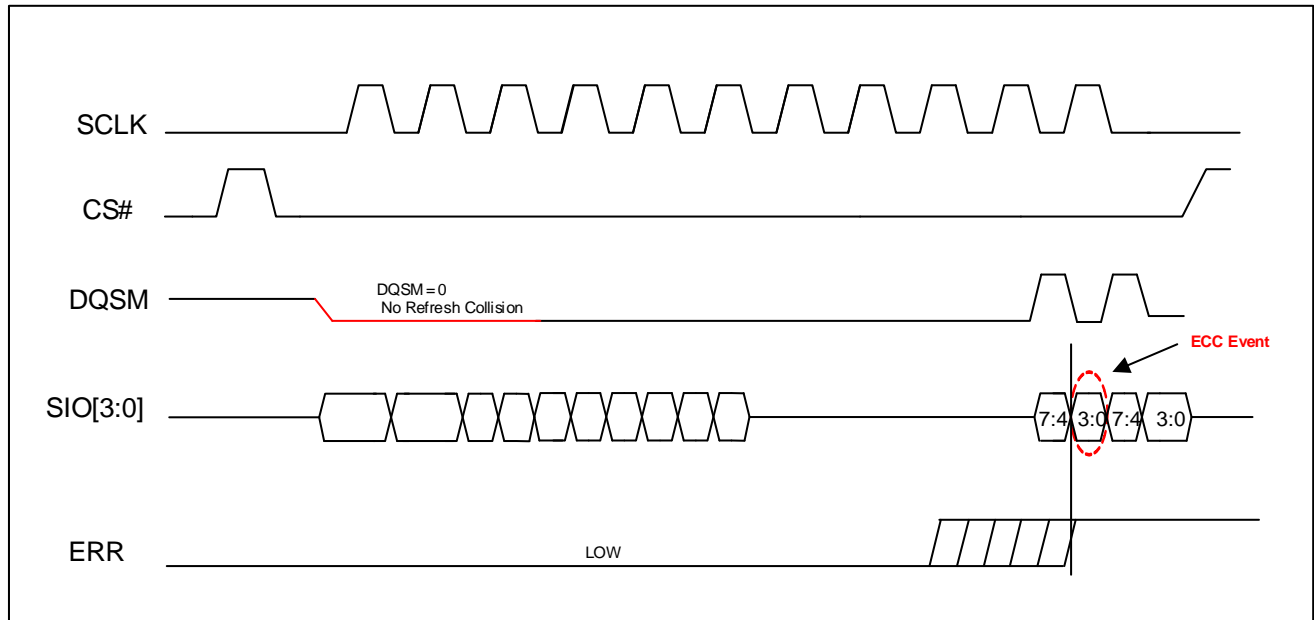 SCLK
CS#
DQSM
DQSM = 0
No Refresh Collision
ECC Event
SIO[3:0]
7:4 3:0 7:4 3:0
ERR
LOW